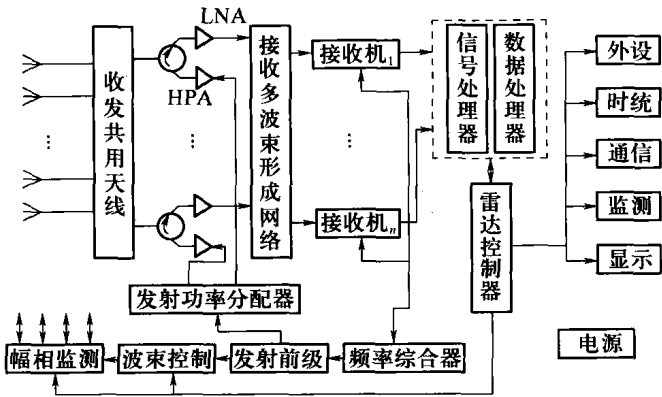 LNA
HPA
收发共用天线
接收多波束形成网络
接收机1
接收机n
信号处理器
数据处理器
外设
时统
通信
监测
显示
雷达控制器
发射功率分配器
幅相监测
波束控制
发射前级
频率综合器
电源